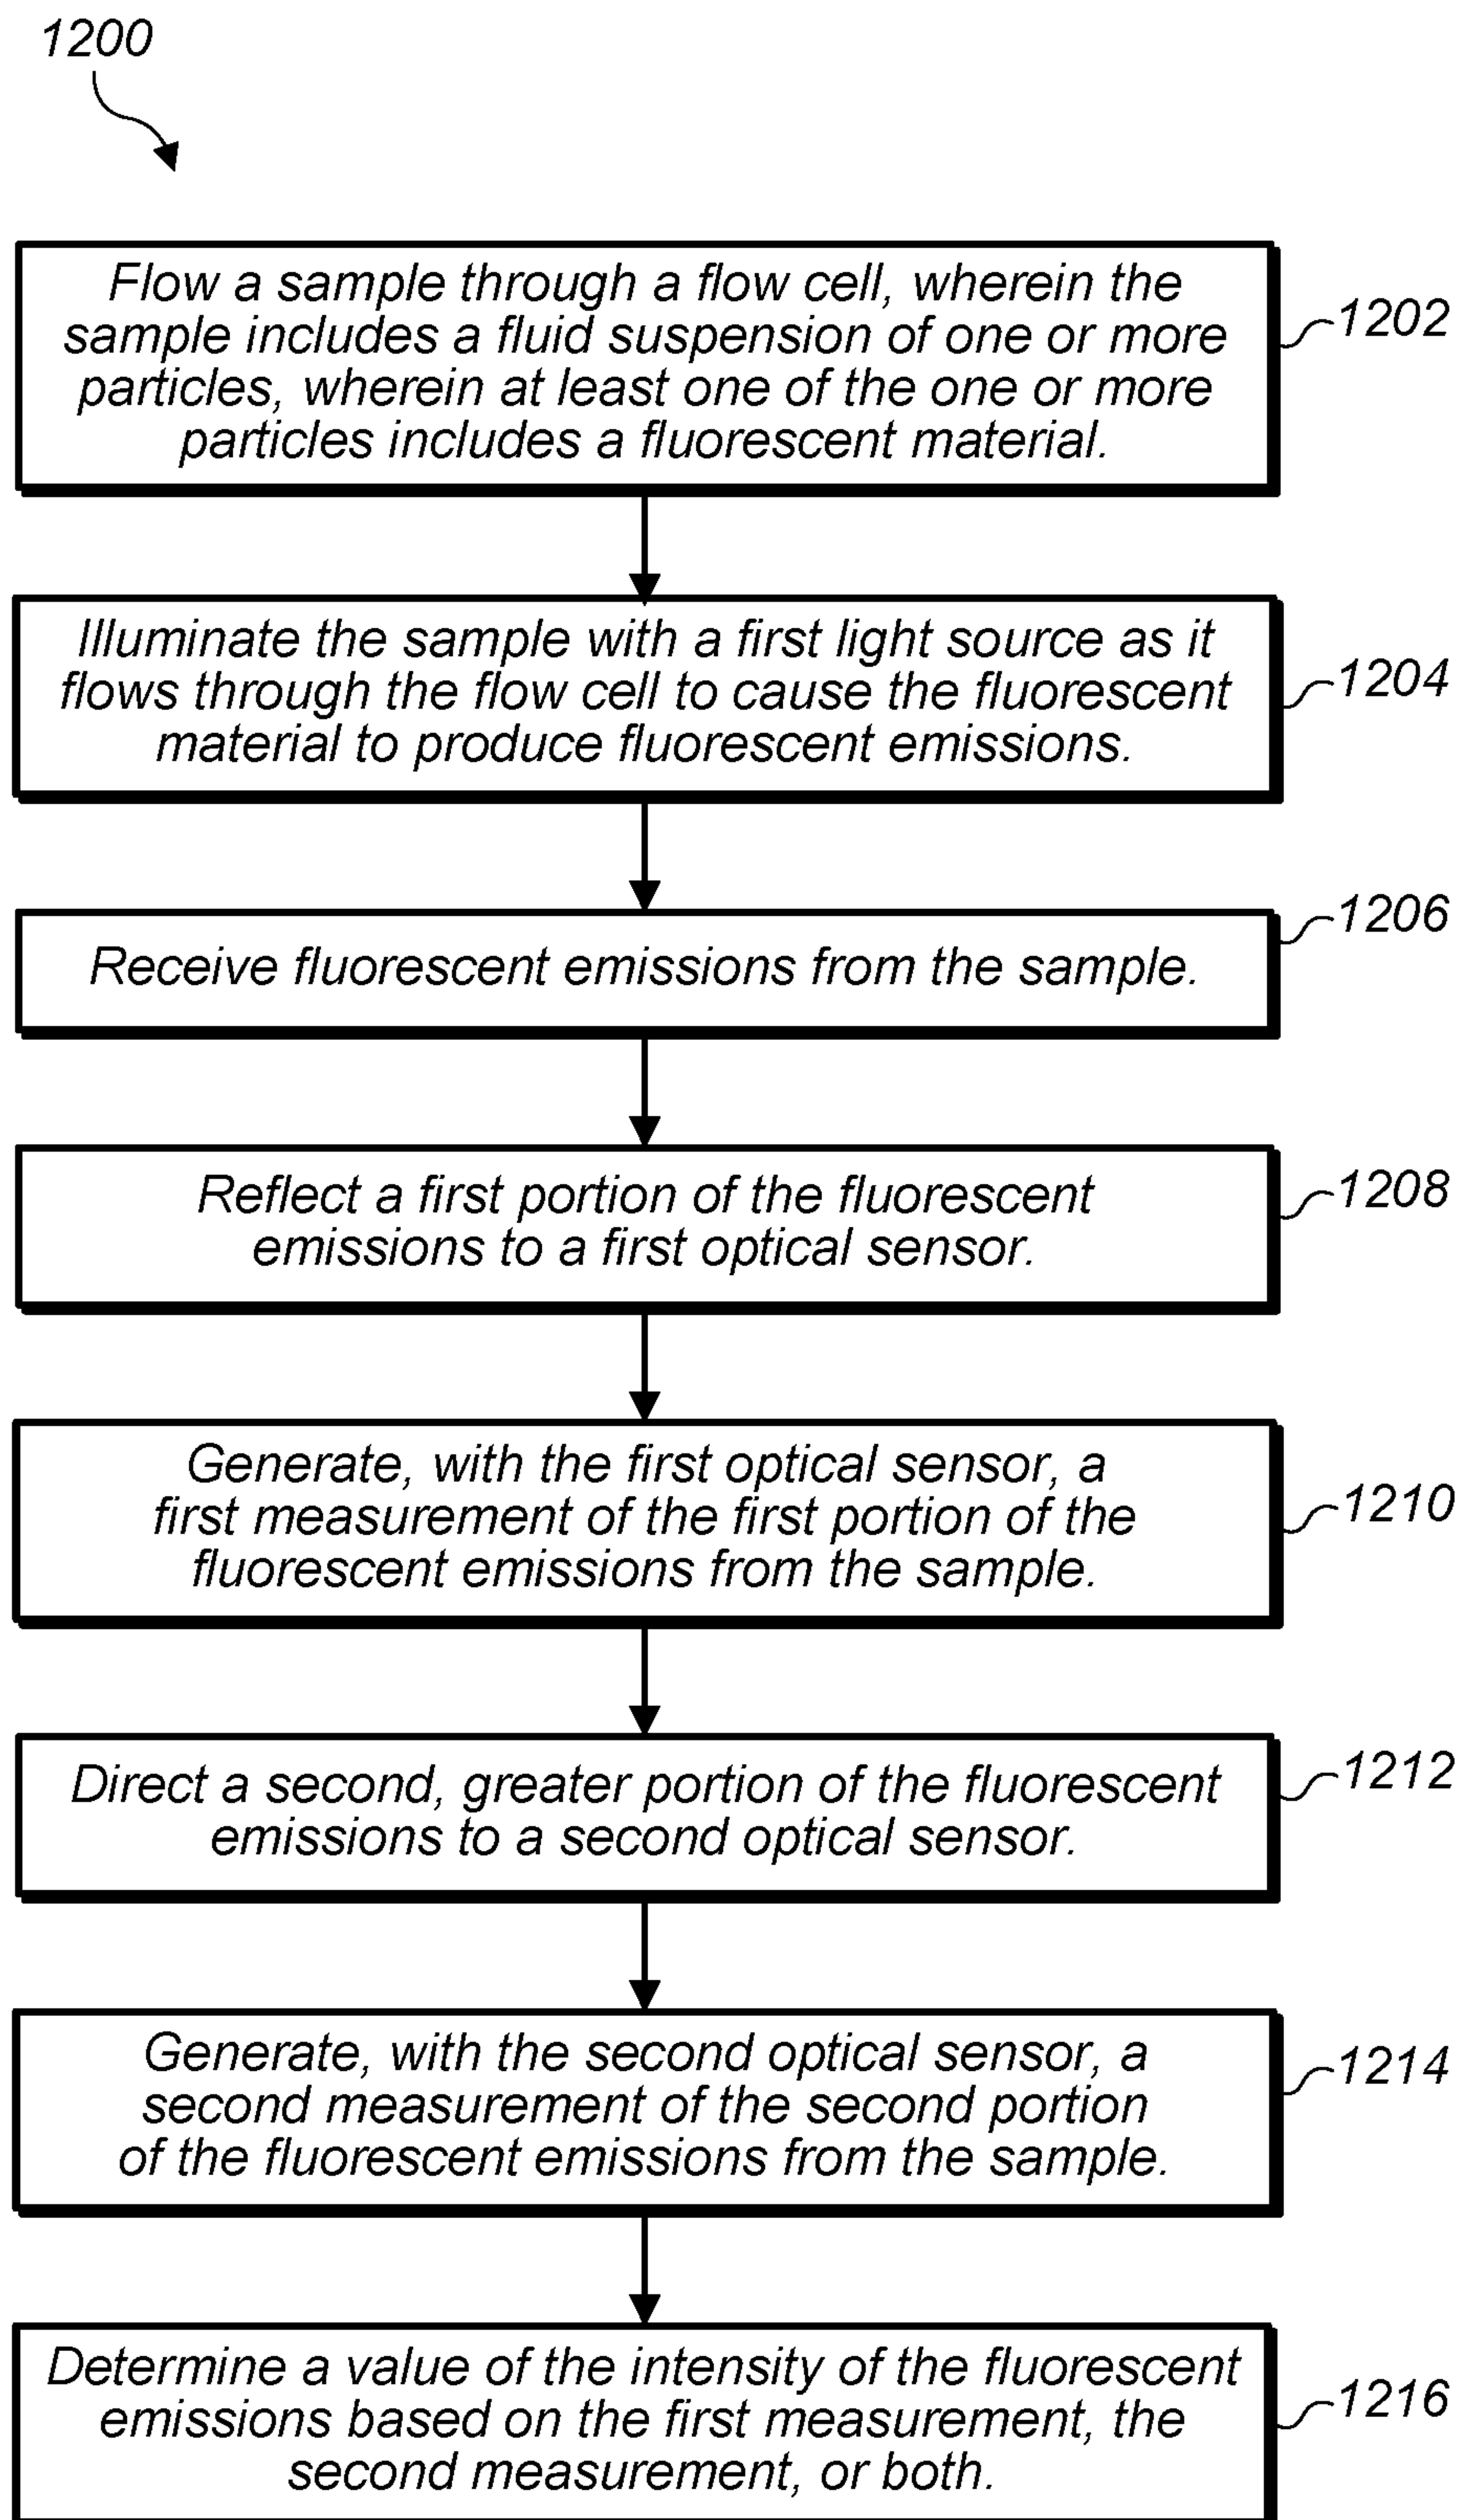 1200
Flow a sample through a flow cell, wherein the
sample includes a fluid suspension of one or more
particles, wherein at least one of the one or more
particles includes a fluorescent material.
1202
Illuminate the sample with a first light source as it
flows through the flow cell to cause the fluorescent
material to produce fluorescent emissions.
1204
Receive fluorescent emissions from the sample.
1206
Reflect a first portion of the fluorescent
emissions to a first optical sensor.
1208
Generate, with the first optical sensor, a
first measurement of the first portion of the
fluorescent emissions from the sample.
1210
Direct a second, greater portion of the fluorescent
emissions to a second optical sensor.
1212
Generate, with the second optical sensor, a
second measurement of the second portion
of the fluorescent emissions from the sample.
1214
Determine a value of the intensity of the fluorescent
emissions based on the first measurement, the
second measurement, or both.
1216